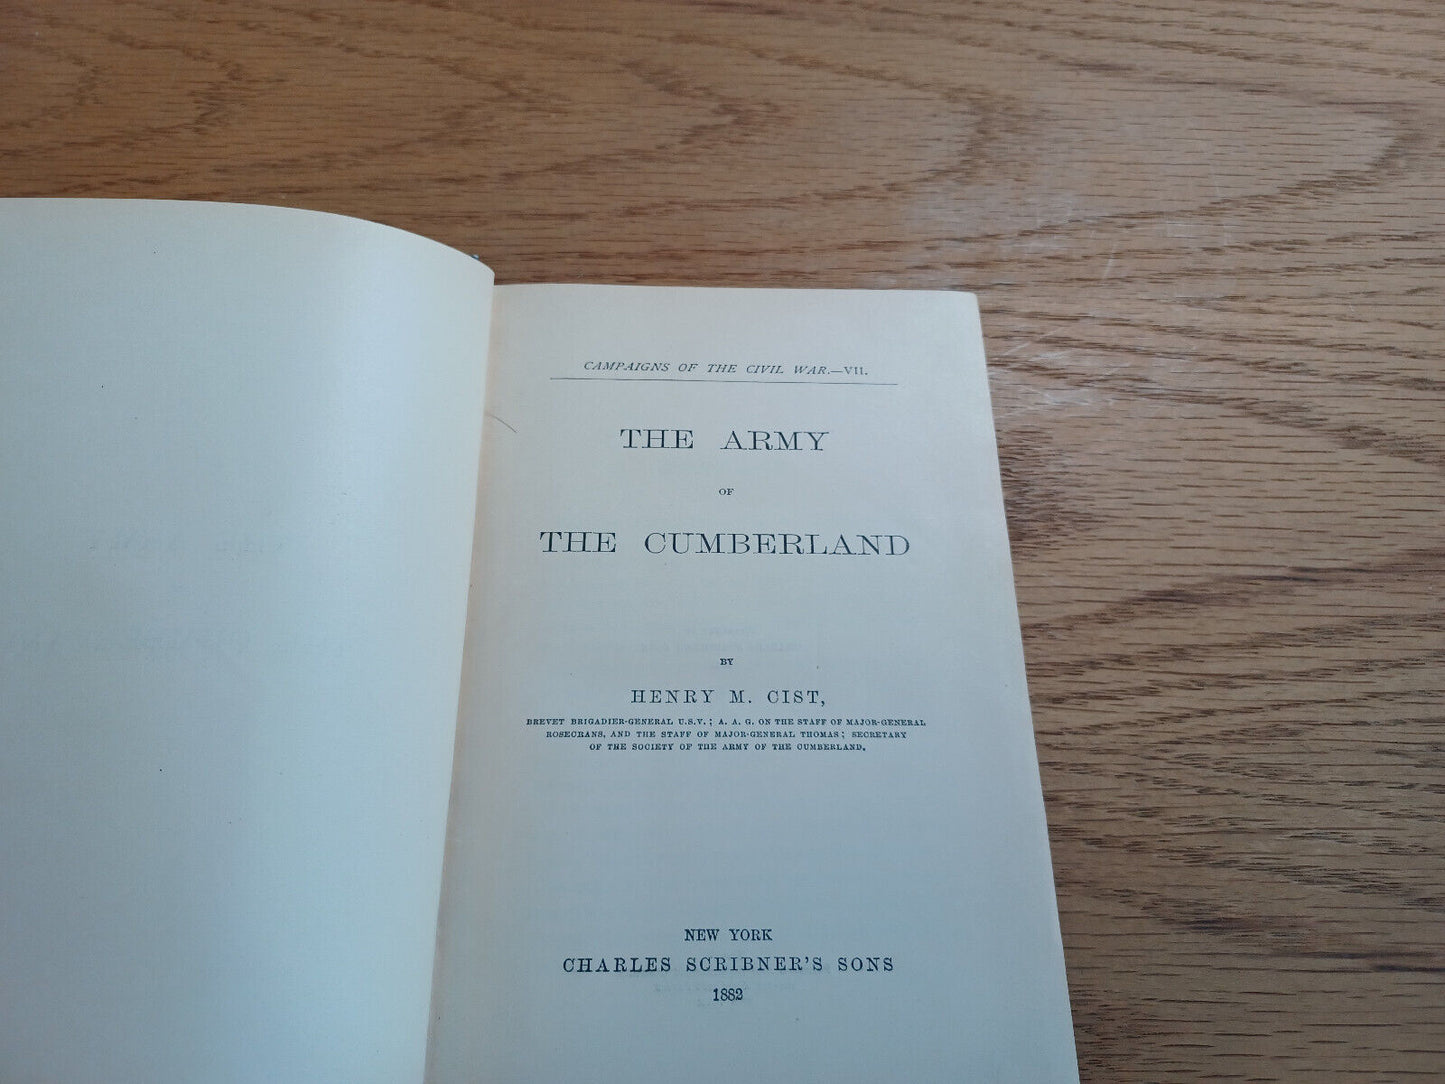 CAMPAIGNS OF THE CIVIL WAR.—VII.
THE ARMY
OF
THE CUMBERLAND
BY
HENRY M. CIST,
BREVET BRIGADIER-GENERAL U.S.V.; A. A. G. ON THE STAFF OF MAJOR-GENERAL
ROSECRANS, AND THE STAFF OF MAJOR-GENERAL THOMAS; SECRETARY
OF THE SOCIETY OF THE ARMY OF THE CUMBERLAND.
NEW YORK
CHARLES SCRIBNER'S SONS
1882